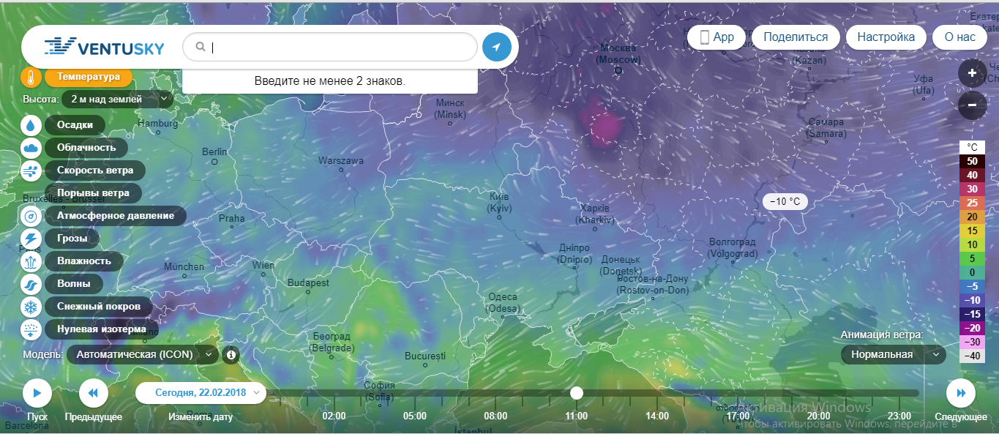 VENTUSKY
App
Поделиться
Настройка
О нас
Введите не менее 2 знаков.
Температура
Высота:
2 м над землей
Осадки
Облачность
Скорость ветра
Порывы ветра
Атмосферное давление
Грозы
Влажность
Волны
Снежный покров
Нулевая изотерма
Модель:
Автоматическая (ICON)
Москва
(Moscow)
(Kazan)
Уфа
(Ufa)
Самара
(Samara)
Минск
(Minsk)
Hamburg
Berlin
Warszawa
Bruxelles - Brussel
Praha
Київ
(Kyiv)
Харків
(Kharkiv)
−10 °C
Дніпро
(Dnipro)
Донецьк
(Donetsk)
Волгоград
(Volgograd)
Ростов-на-Дону
(Rostov-on-Don)
München
Wien
Budapest
Одеса
(Odesa)
Београд
(Belgrade)
București
София
(Sofia)
Roma
Barcelona
İstanbul
°C
50
40
30
25
20
15
10
5
0
−5
−10
−15
−20
−30
−40
Анимация ветра:
Нормальная
Пуск
Предыдущее
Сегодня, 22.02.2018
Изменить дату
02:00
05:00
08:00
11:00
14:00
17:00
20:00
23:00
Следующее
Активация Windows
Чтобы активировать Windows, перейдите в